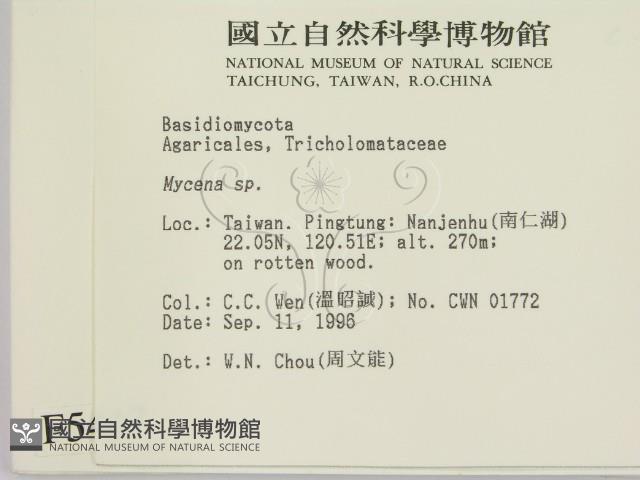 國立自然科學博物館
NATIONAL MUSEUM OF NATURAL SCIENCE
TAICHUNG, TAIWAN, R.O.CHINA
Basidiomycota
Agaricales, Tricholomataceae
Mycena sp.
Loc.: Taiwan. Pingtung: Nanjenhu(南仁湖)
22.05N, 120.51E; alt. 270m;
on rotten wood.
Col.: C.C. Wen(溫昭誠); No. CWN 01772
Date: Sep. 11, 1996
Det.: W.N. Chou(周文能)
國立自然科學博物館
NATIONAL MUSEUM OF NATURAL SCIENCE